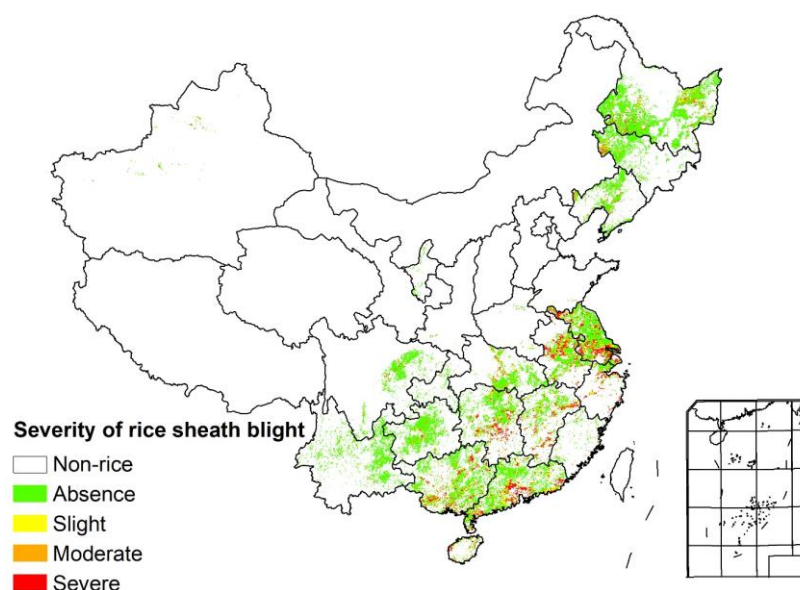 Severity of rice sheath blight
Non-rice
Absence
Slight
Moderate
Severe